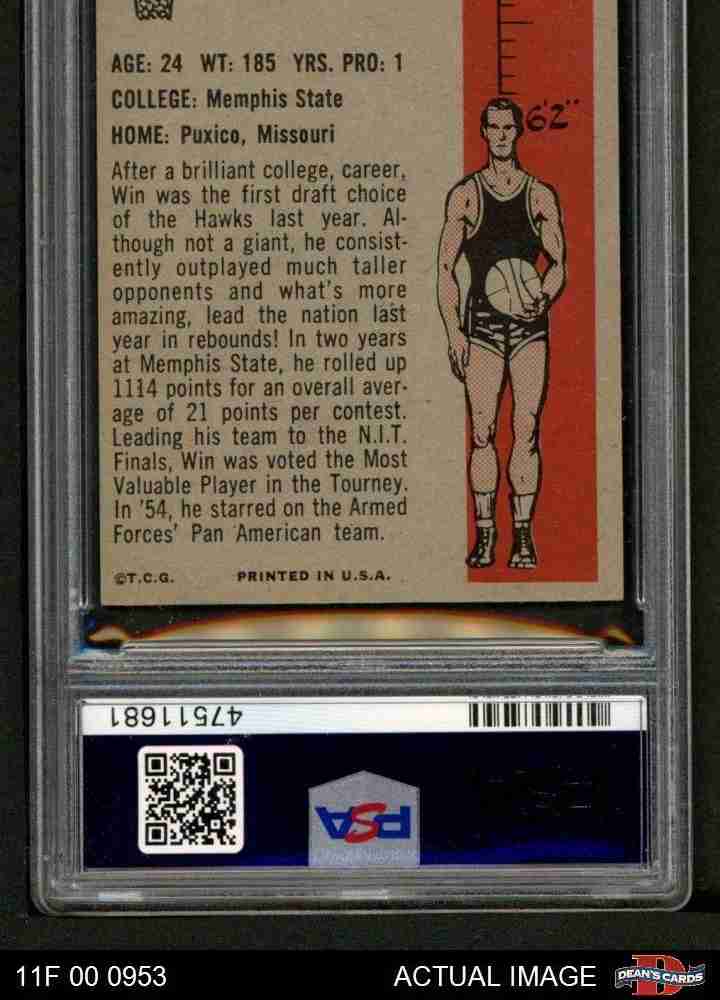 AGE: 24 WT: 185 YRS. PRO: 1
COLLEGE: Memphis State
HOME: Puxico, Missouri
After a brilliant college, career,
Win was the first draft choice
of the Hawks last year. Al-
though not a giant, he consist-
ently outplayed much taller
opponents and what's more
amazing, lead the nation last
year in rebounds! In two years
at Memphis State, he rolled up
1114 points for an overall aver-
age of 21 points per contest.
Leading his team to the N.I.T.
Finals, Win was voted the Most
Valuable Player in the Tourney.
In '54, he starred on the Armed
Forces' Pan American team.
©T.C.G. PRINTED IN U.S.A.
6'2"
47511681
PSA
11F 00 0953 ACTUAL IMAGE DEAN'S CARDS